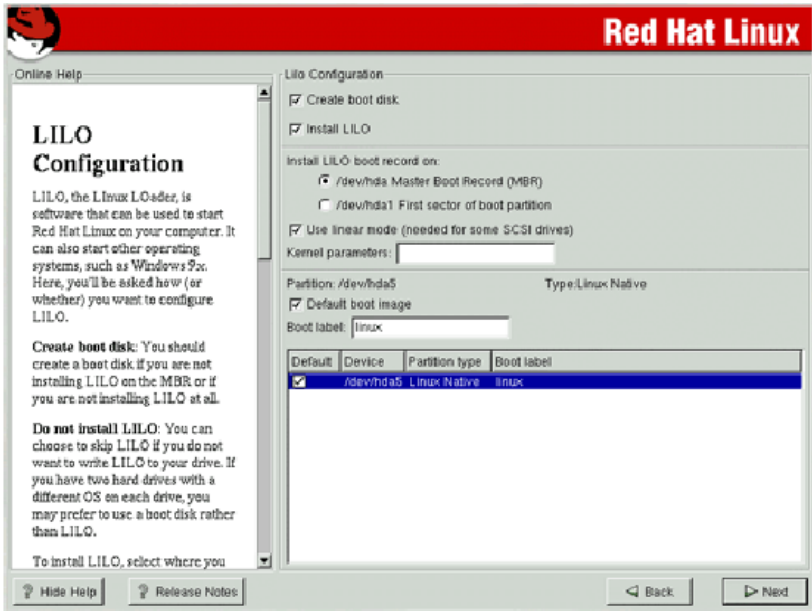 Red Hat Linux
Online Help
LILO
Configuration
LILO, the LInux LOader, is
software that can be used to start
Red Hat Linux on your computer. It
can also start other operating
systems, such as Windows 9x.
Here, you'll be asked how (or
whether) you want to configure
LILO.
Create boot disk: You should
create a boot disk if you are not
installing LILO on the MBR or if
you are not installing LILO at all.
Do not install LILO: You can
choose to skip LILO if you do not
want to write LILO to your drive. If
you have two hard drives with a
different OS on each drive, you
may prefer to use a boot disk rather
than LILO.
To install LILO, select where you
Lilo Configuration
Create boot disk
Install LILO
Install LILO boot record on:
/dev/hda Master Boot Record (MBR)
/dev/hda1 First sector of boot partition
Use linear mode (needed for some SCSI drives)
Kernel parameters:
Partition: /dev/hda5 Type:Linux Native
Default boot image
Boot label: linux
Default Device Partition type Boot label
/dev/hda5 Linux Native linux
? Hide Help ? Release Notes Back Next